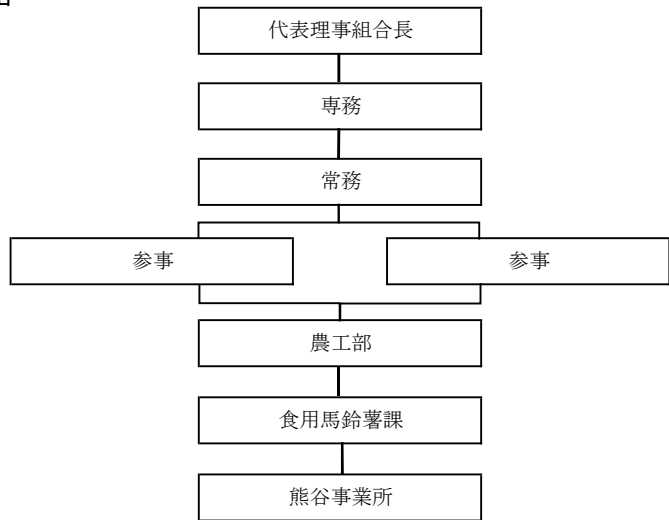 代表理事組合長
専務
常務
参事
参事
農工部
食用馬鈴薯課
熊谷事業所